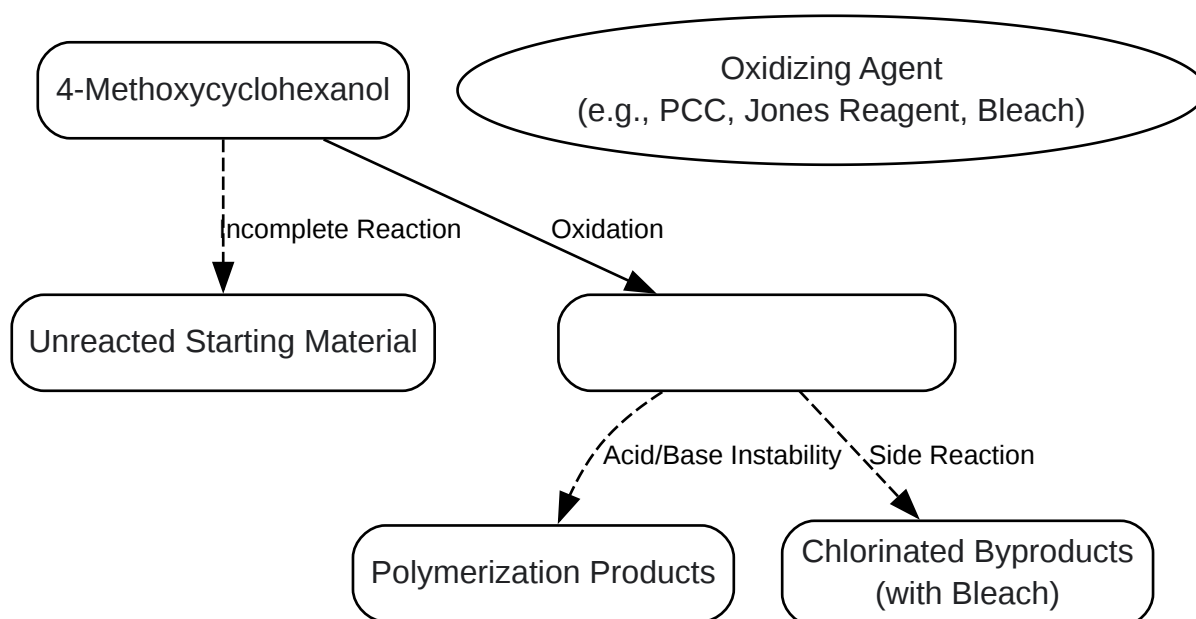 4-Methoxycyclohexanol
Oxidizing Agent
(e.g., PCC, Jones Reagent, Bleach)
Incomplete Reaction
Oxidation
Unreacted Starting Material
Acid/Base Instability
Side Reaction
Polymerization Products
Chlorinated Byproducts
(with Bleach)